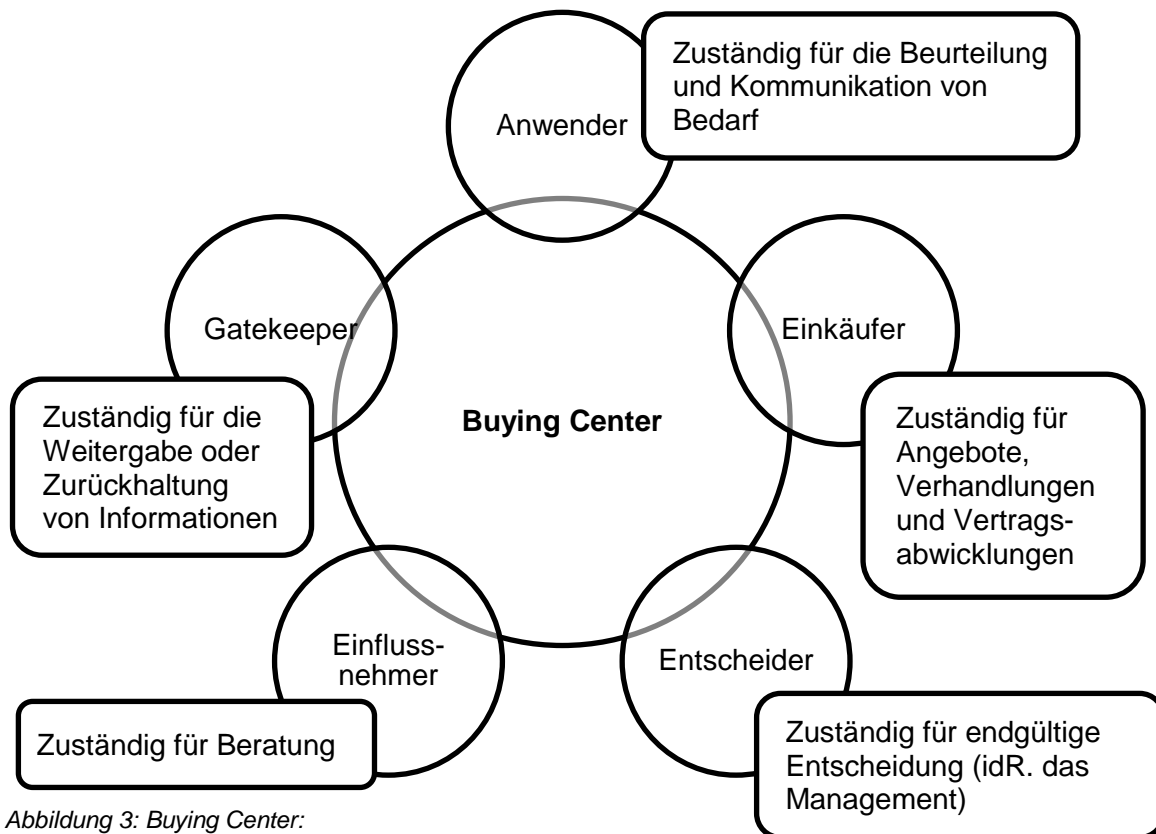 Zuständig für die Beurteilung
und Kommunikation von
Bedarf
Anwender
Gatekeeper
Einkäufer
Buying Center
Zuständig für die
Weitergabe oder
Zurückhaltung
von Informationen
Zuständig für
Angebote,
Verhandlungen
und Vertrags-
abwicklungen
Einfluss-
nehmer
Entscheider
Zuständig für Beratung
Zuständig für endgültige
Entscheidung (idR. das
Management)
Abbildung 3: Buying Center: